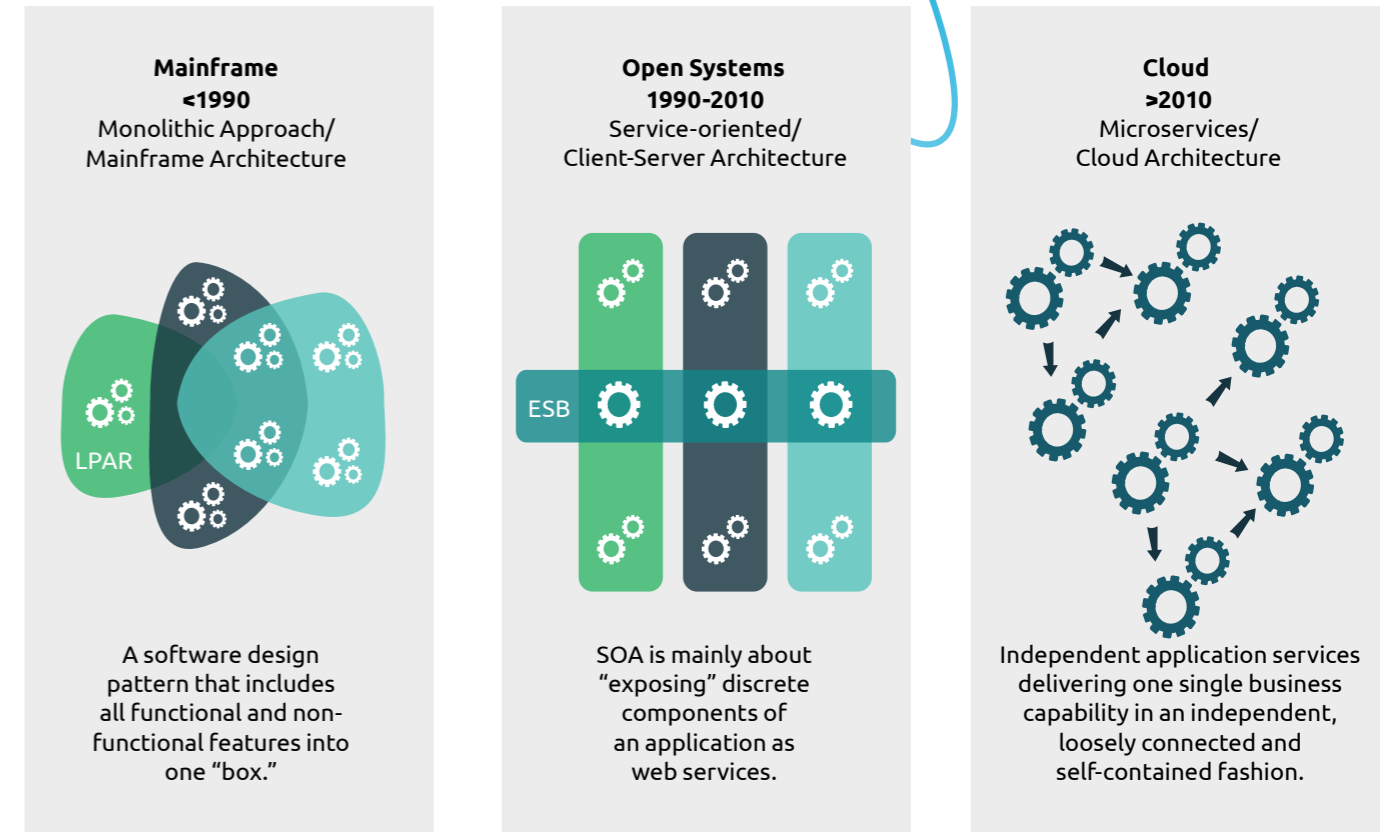 Mainframe
<1990
Monolithic Approach/
Mainframe Architecture
LPAR
A software design
pattern that includes
all functional and non-
functional features into
one “box.”
Open Systems
1990-2010
Service-oriented/
Client-Server Architecture
ESB
SOA is mainly about
“exposing” discrete
components of
an application as
web services.
Cloud
>2010
Microservices/
Cloud Architecture
Independent application services
delivering one single business
capability in an independent,
loosely connected and
self-contained fashion.